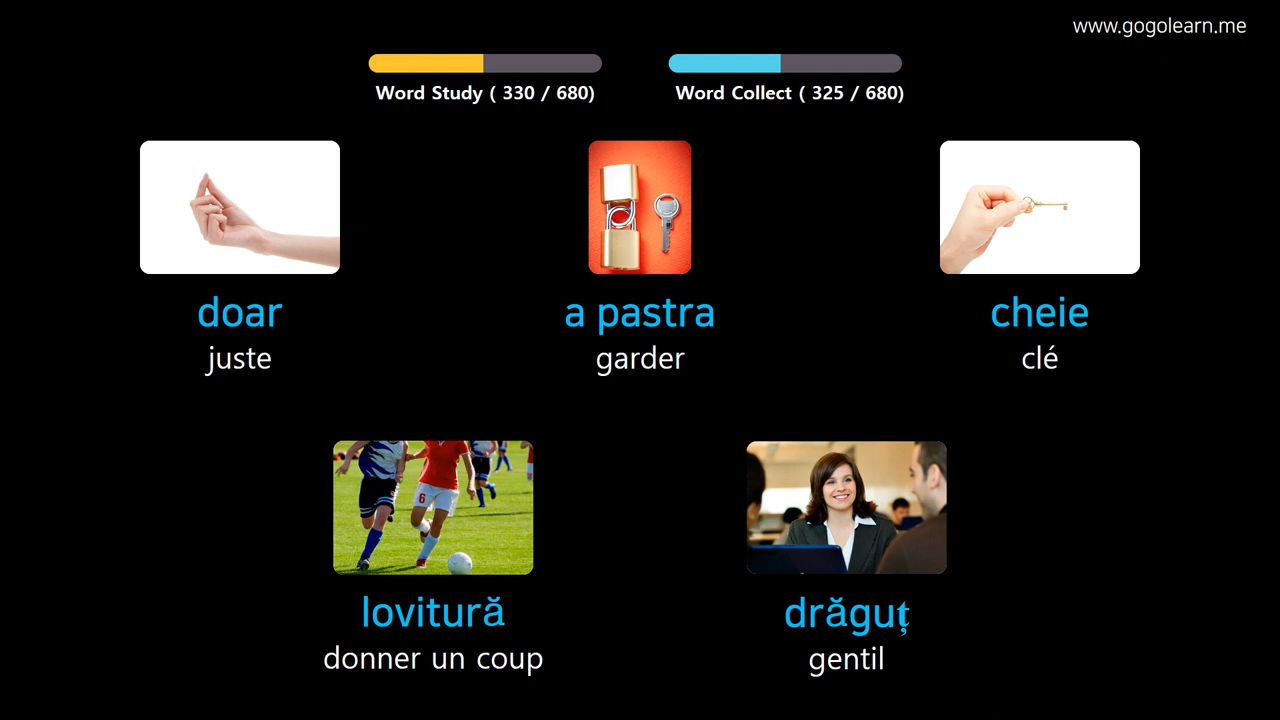 www.gogolearn.me
Word Study ( 330 / 680)
Word Collect ( 325 / 680)
doar
juste
a pastra
garder
cheie
clé
lovitură
donner un coup
drăguț
gentil